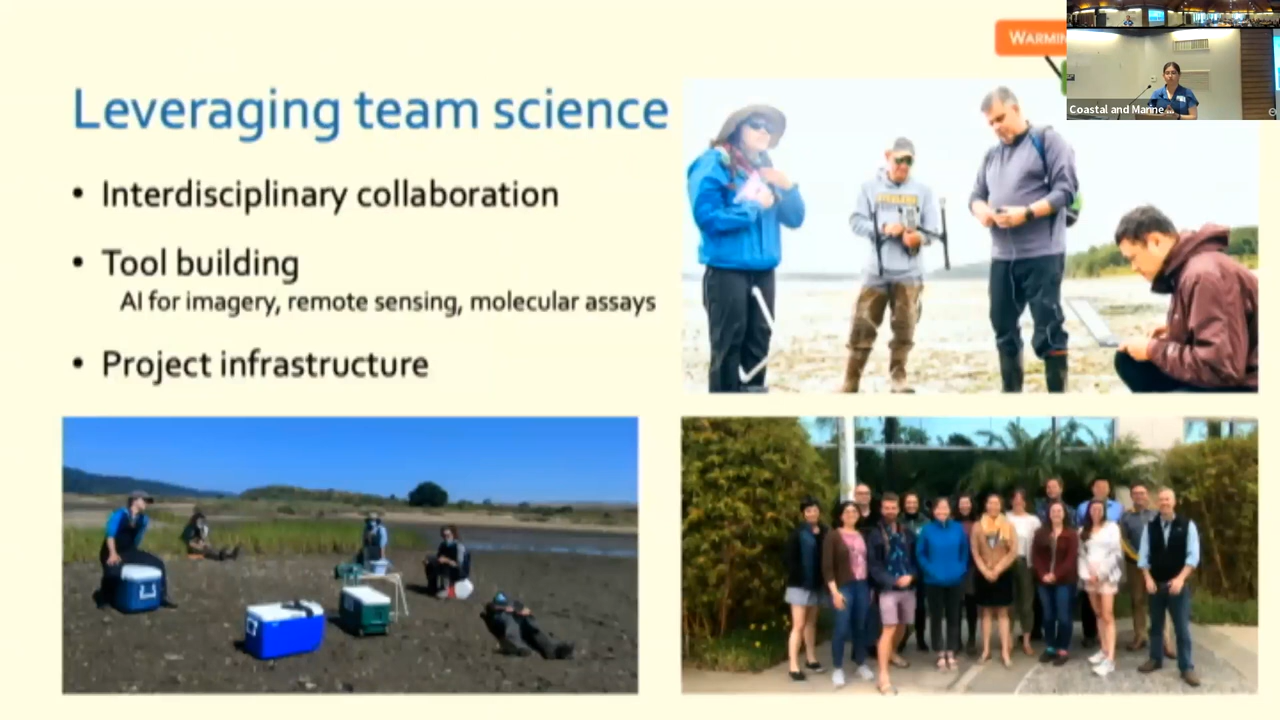 Leveraging team science
• Interdisciplinary collaboration
• Tool building
AI for imagery, remote sensing, molecular assays
• Project infrastructure
Coastal and Marine